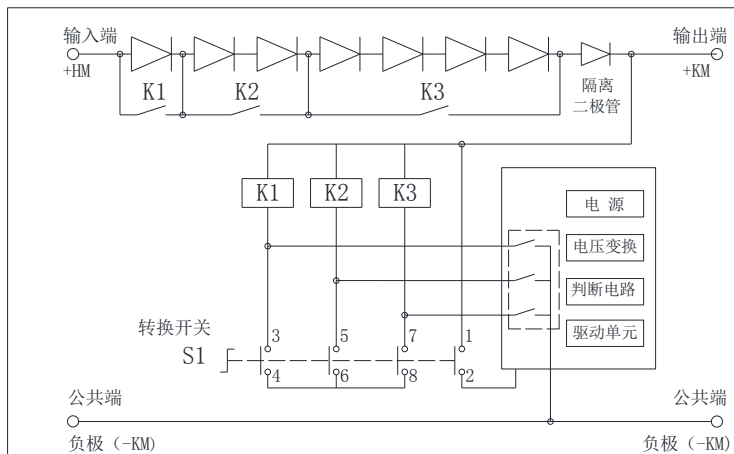 输入端
输出端
+HM
+KM
K1
K2
K3
隔离
二极管
K1
K2
K3
电 源
电压变换
判断电路
驱动单元
转换开关
S1
3
5
7
1
4
6
8
2
公共端
公共端
负极（-KM）
负极（-KM）